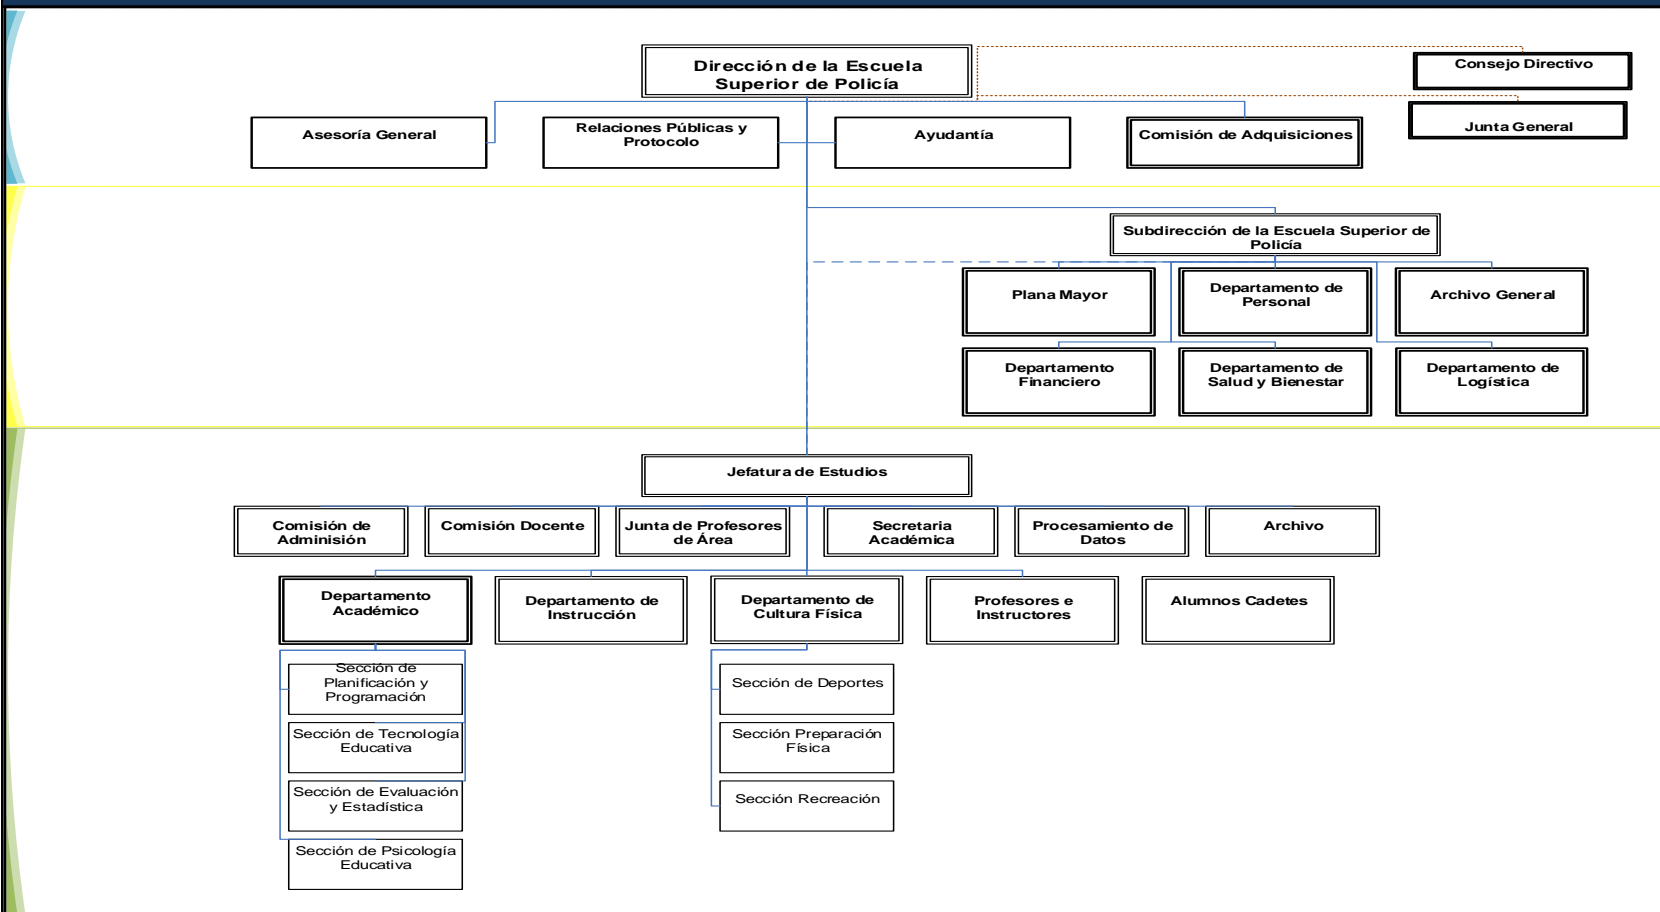 Dirección de la Escuela
Superior de Policía
Consejo Directivo
Junta General
Asesoría General
Relaciones Públicas y
Protocolo
Ayudantía
Comisión de Adquisiciones
Subdirección de la Escuela Superior de
Policía
Plana Mayor
Departamento de
Personal
Archivo General
Departamento
Financiero
Departamento de
Salud y Bienestar
Departamento de
Logística
Jefatura de Estudios
Comisión de
Adminisión
Comisión Docente
Junta de Profesores
de Área
Secretaria
Académica
Procesamiento de
Datos
Archivo
Departamento
Académico
Departamento de
Instrucción
Departamento de
Cultura Física
Profesores e
Instructores
Alumnos Cadetes
Sección de
Planificación y
Programación
Sección de Tecnología
Educativa
Sección de Evaluación
y Estadística
Sección de Psicología
Educativa
Sección de Deportes
Sección Preparación
Física
Sección Recreación